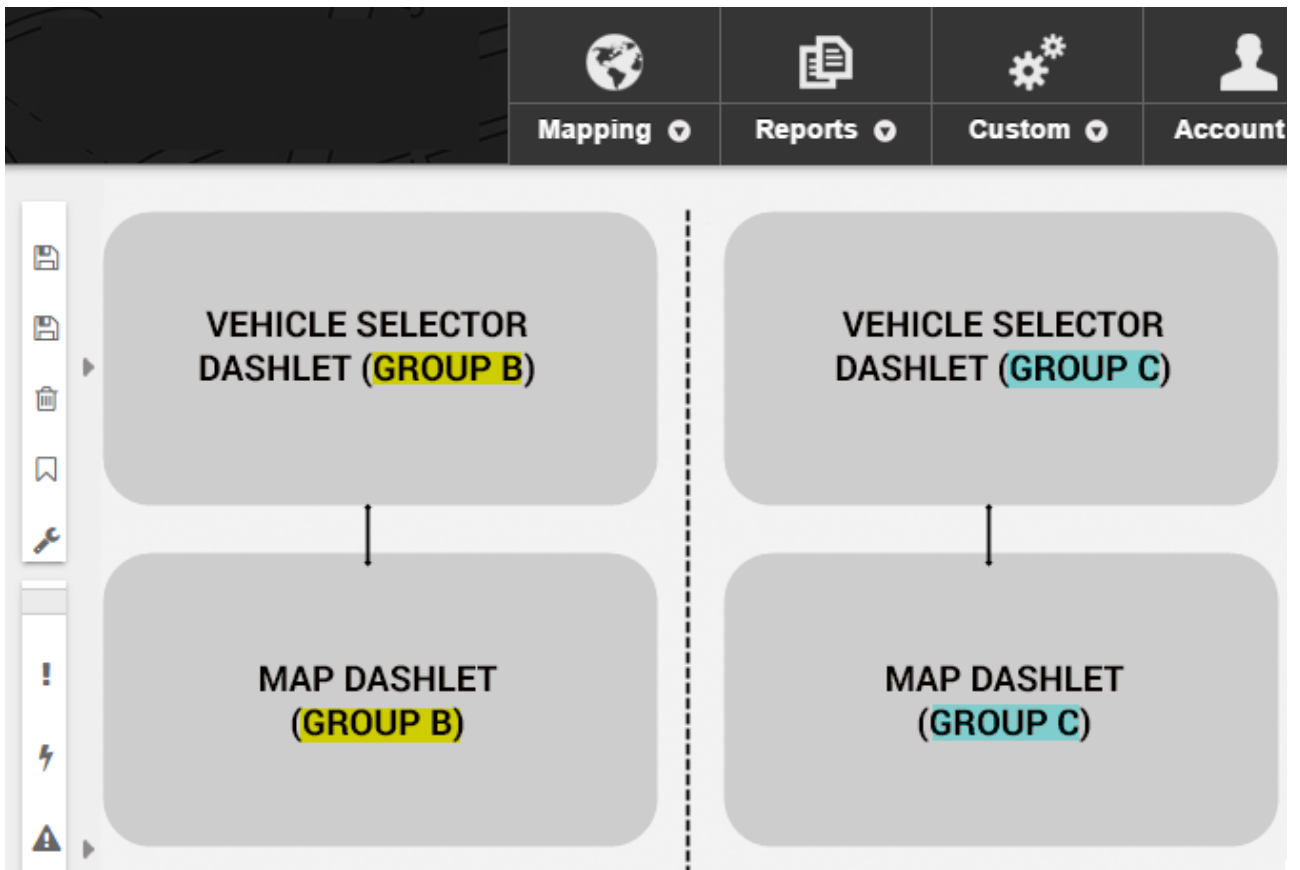 Mapping
Reports
Custom
Account
VEHICLE SELECTOR
DASHLET (GROUP B)
VEHICLE SELECTOR
DASHLET (GROUP C)
MAP DASHLET
(GROUP B)
MAP DASHLET
(GROUP C)